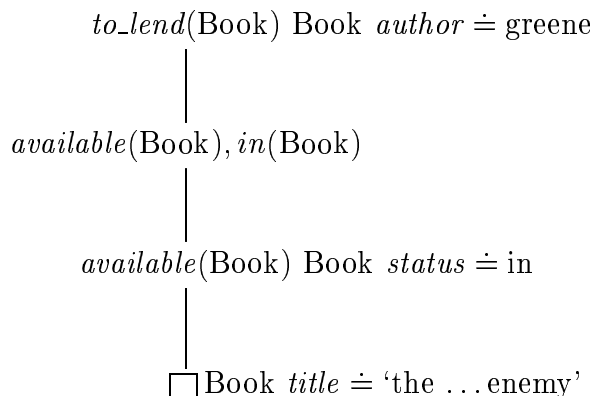 to_lend(Book) Book author ≐ greene
available(Book), in(Book)
available(Book) Book status ≐ in
Book title ≐ ‘the ... enemy’